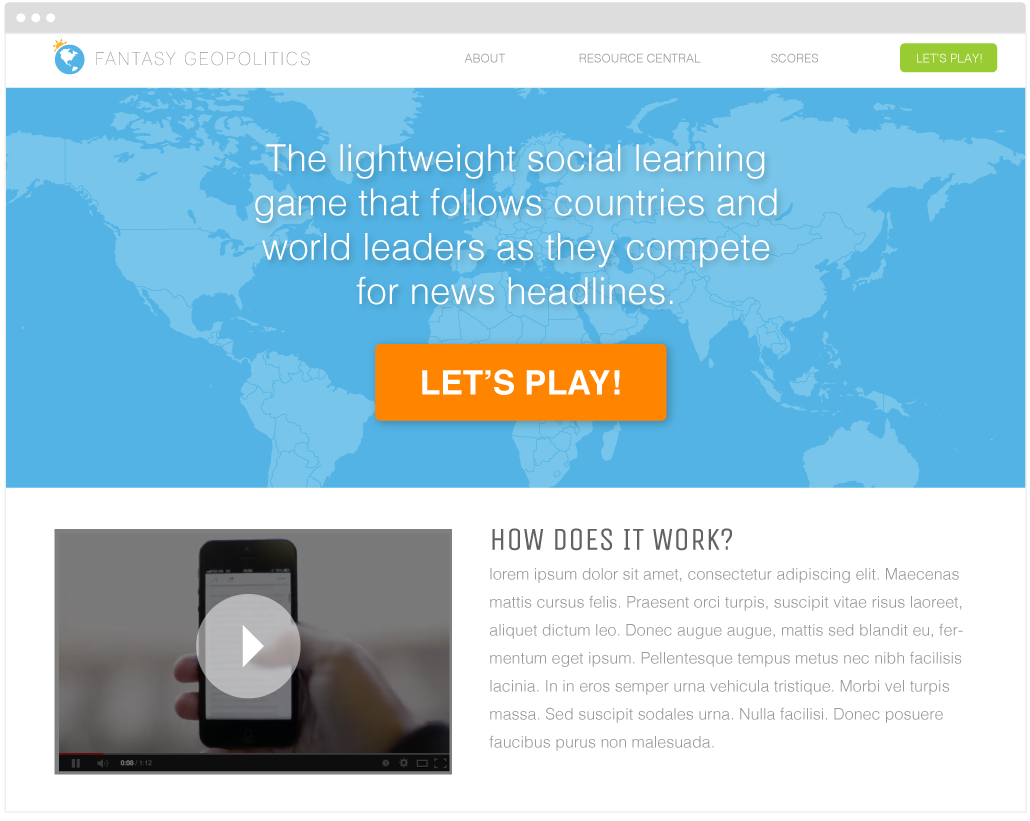 FANTASY GEOPOLITICS
ABOUT
RESOURCE CENTRAL
SCORES
LET'S PLAY!
The lightweight social learning
game that follows countries and
world leaders as they compete
for news headlines.
LET'S PLAY!
HOW DOES IT WORK?
lorem ipsum dolor sit amet, consectetur adipiscing elit. Maecenas
mattis cursus felis. Praesent orci turpis, suscipit vitae risus laoreet,
aliquet dictum leo. Donec augue augue, mattis sed blandit eu, fer-
mentum eget ipsum. Pellentesque tempus metus nec nibh facilisis
lacinia. In in eros semper urna vehicula tristique. Morbi vel turpis
massa. Sed suscipit sodales urna. Nulla facilisi. Donec posuere
faucibus purus non malesuada.
0:08 / 1:12